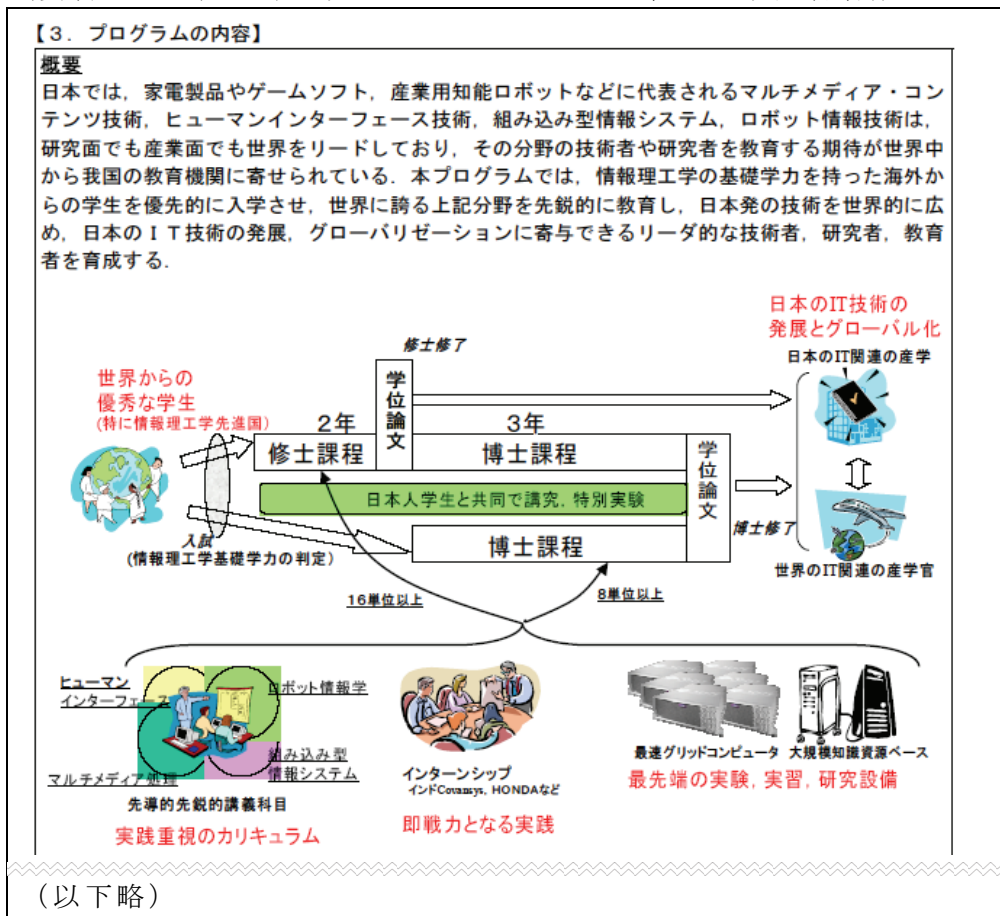 【３．プログラムの内容】
概要
日本では，家電製品やゲームソフト，産業用知能ロボットなどに代表されるマルチメディア・コン
テンツ技術，ヒューマンインターフェース技術，組み込み型情報システム，ロボット情報技術は，
研究面でも産業面でも世界をリードしており，その分野の技術者や研究者を教育する期待が世界中
から我国の教育機関に寄せられている．本プログラムでは，情報理工学の基礎学力を持った海外か
らの学生を優先的に入学させ，世界に誇る上記分野を先鋭的に教育し，日本発の技術を世界的に広
め，日本のＩＴ技術の発展，グローバリゼーションに寄与できるリーダ的な技術者，研究者，教育
者を育成する．
日本のIT技術の
発展とグローバル化
日本のIT関連の産学
修士修了
世界からの
優秀な学生
(特に情報理工学先進国)
2年
学位論文
3年
修士課程
博士課程
学位論文
日本人学生と共同で講究，特別実験
入試
(情報理工学基礎学力の判定)
博士課程
博士修了
世界のIT関連の産学官
16単位以上
8単位以上
ヒューマン
インターフェース
ロボット情報学
マルチメディア処理
組み込み型
情報システム
先導的先鋭的講義科目
実践重視のカリキュラム
インターンシップ
インドCovansys、HONDAなど
即戦力となる実践
最速グリッドコンピュータ
大規模知識資源ベース
最先端の実験，実習，研究設備
（以下略）